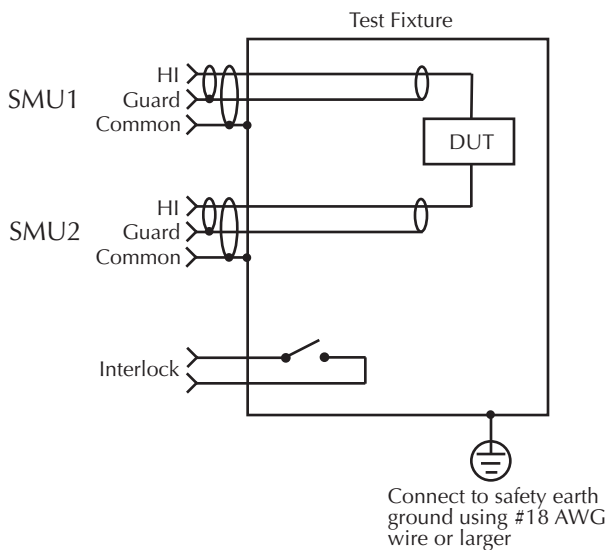 Test Fixture
HI
SMU1
Guard
Common
DUT
HI
SMU2
Guard
Common
Interlock
Connect to safety earth
ground using #18 AWG
wire or larger